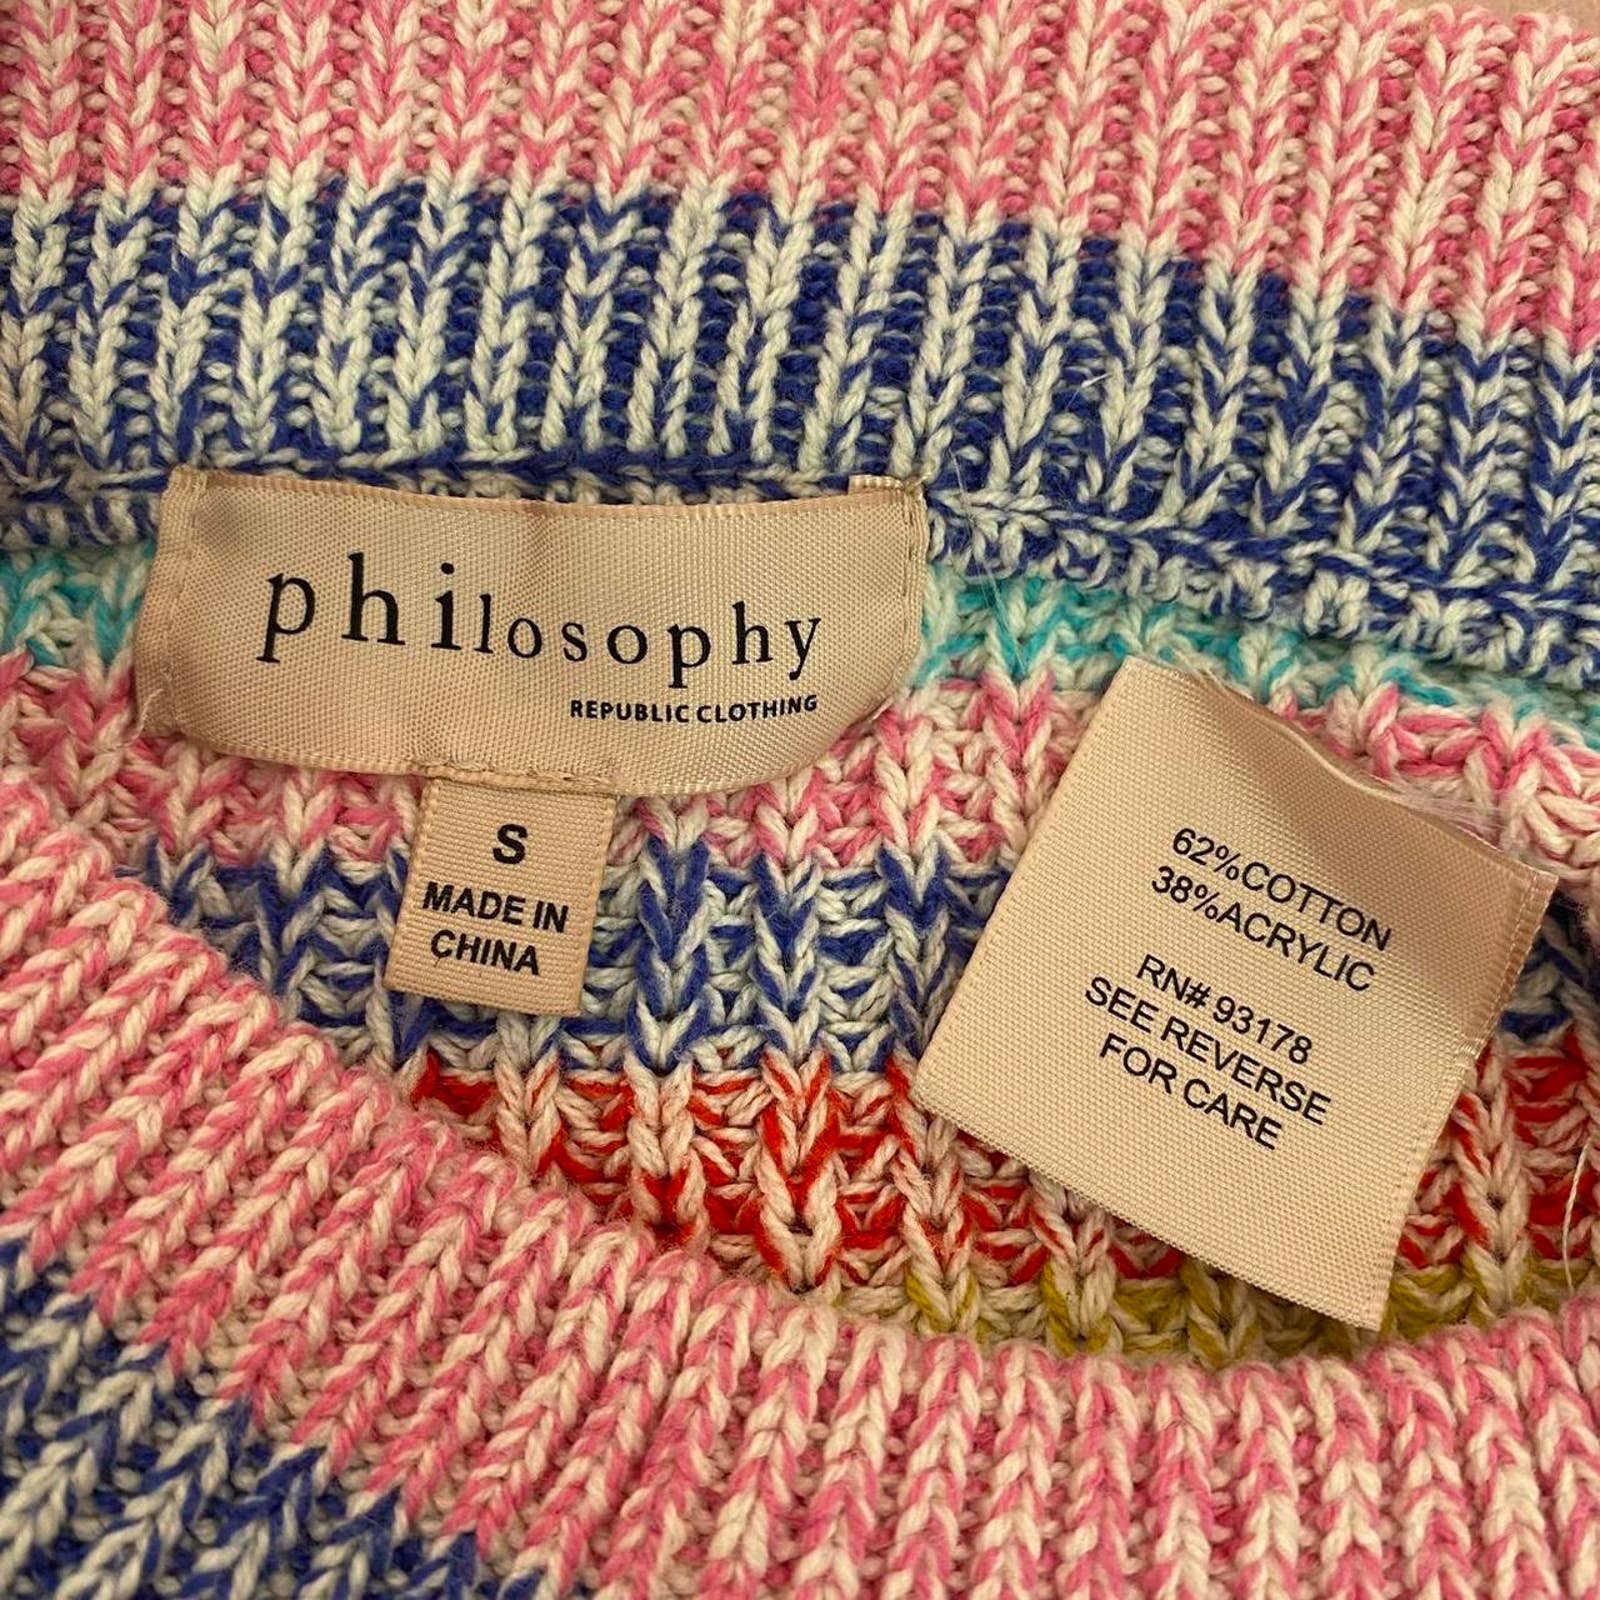 philosophy
REPUBLIC CLOTHING
S
MADE IN
CHINA
62%COTTON
38%ACRYLIC
RN# 93178
SEE REVERSE
FOR CARE